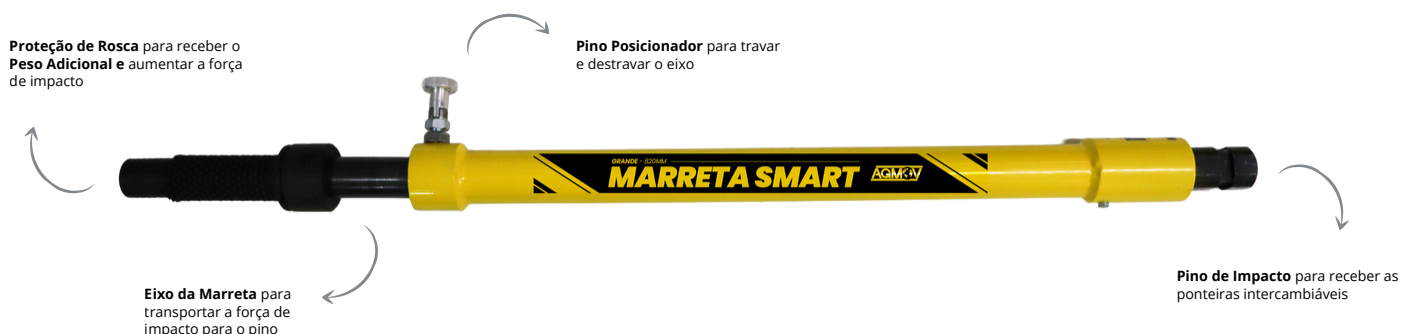 Proteção de Rosca para receber o
Peso Adicional e aumentar a força
de impacto
Pino Posicionador para travar
e destravar o eixo
GRANDE - 820MM
MARRETA SMART
AGMOV
Eixo da Marreta para
transportar a força de
impacto para o pino
Pino de Impacto para receber as
ponteiras intercambiáveis